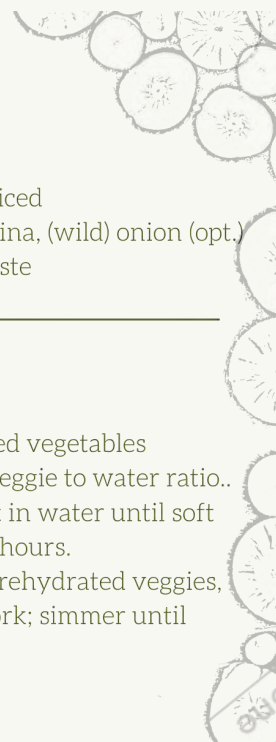 iced
ina, (wild) onion (opt.)
ste
ed vegetables
eggie to water ratio..
t in water until soft
hours.
rehydrated veggies,
ork; simmer until